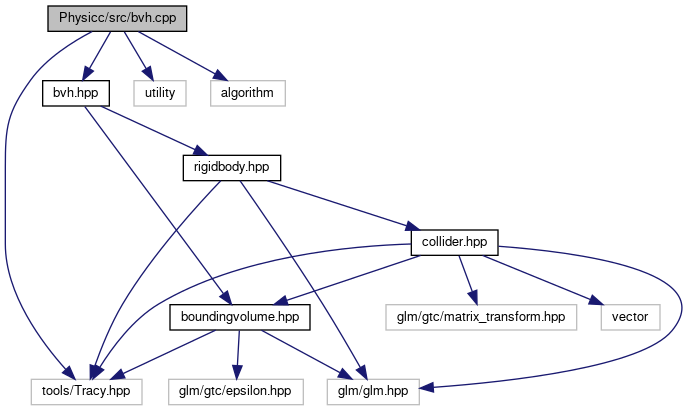 Physicc/src/bvh.cpp
bvh.hpp
utility
algorithm
rigidbody.hpp
collider.hpp
boundingvolume.hpp
glm/gtc/matrix_transform.hpp
vector
tools/Tracy.hpp
glm/gtc/epsilon.hpp
glm/glm.hpp